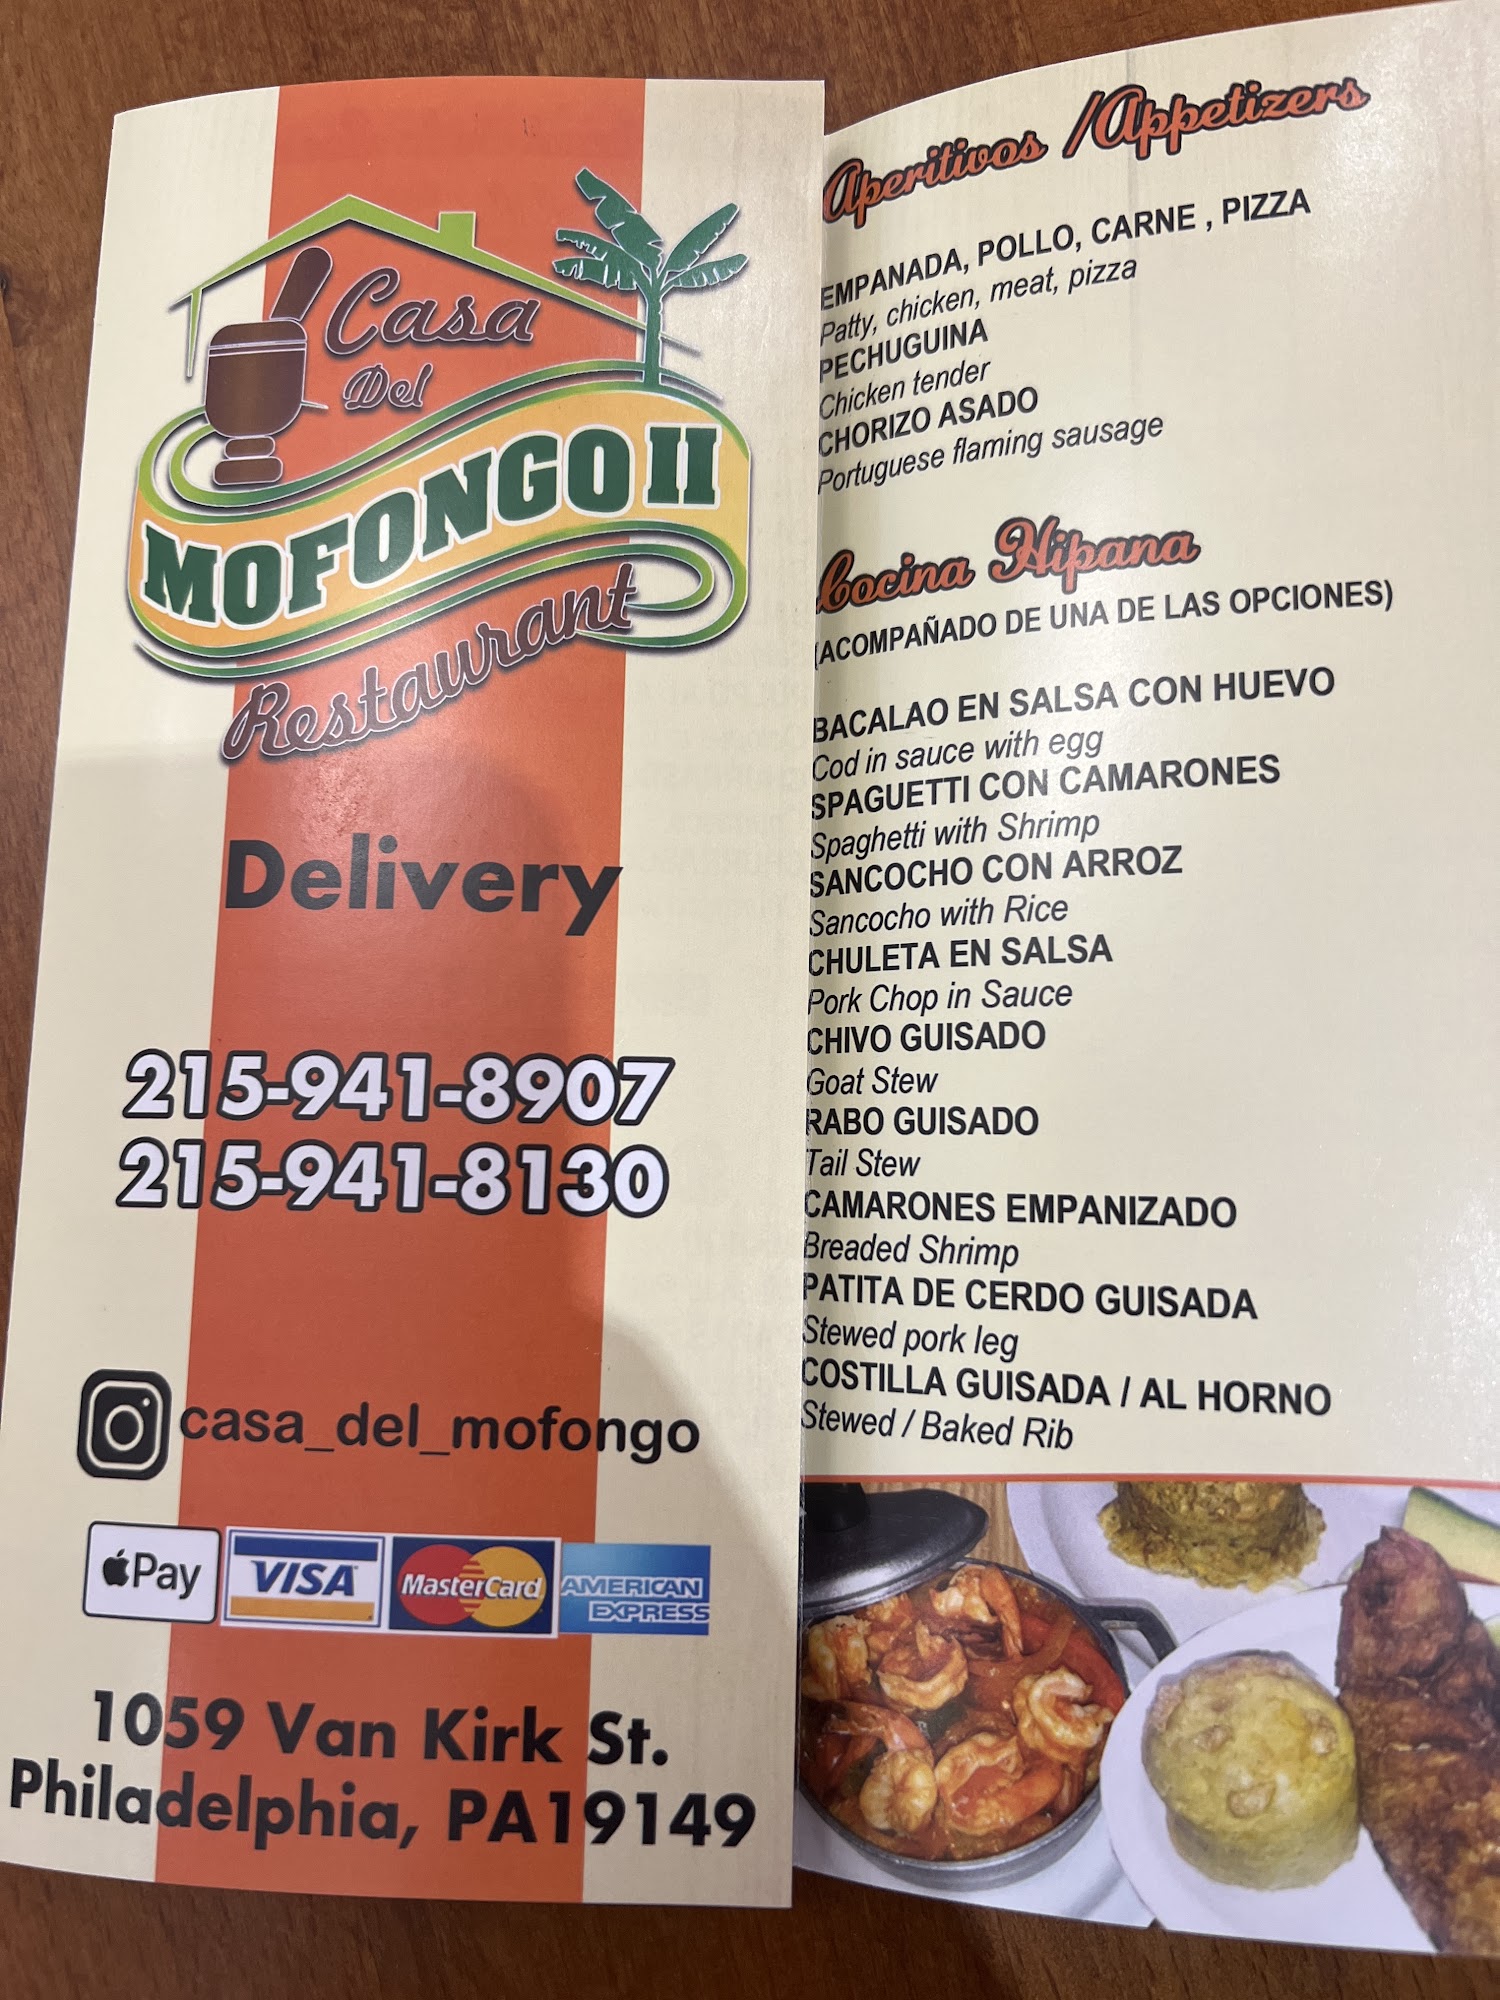 Casa
Del
MOFONGO II
Restaurant
Delivery
215-941-8907
215-941-8130
casa_del_mofongo
Pay
VISA
MasterCard
AMERICAN
EXPRESS
1059 Van Kirk St.
Philadelphia, PA19149
Aperitivos / Appetizers
EMPANADA, POLLO, CARNE , PIZZA
Patty, chicken, meat, pizza
PECHUGUINA
Chicken tender
CHORIZO ASADO
Portuguese flaming sausage
Cocina Hipana
(ACOMPAÑADO DE UNA DE LAS OPCIONES)
BACALAO EN SALSA CON HUEVO
Cod in sauce with egg
SPAGUETTI CON CAMARONES
Spaghetti with Shrimp
SANCOCHO CON ARROZ
Sancocho with Rice
CHULETA EN SALSA
Pork Chop in Sauce
CHIVO GUISADO
Goat Stew
RABO GUISADO
Tail Stew
CAMARONES EMPANIZADO
Breaded Shrimp
PATITA DE CERDO GUISADA
Stewed pork leg
COSTILLA GUISADA / AL HORNO
Stewed / Baked Rib